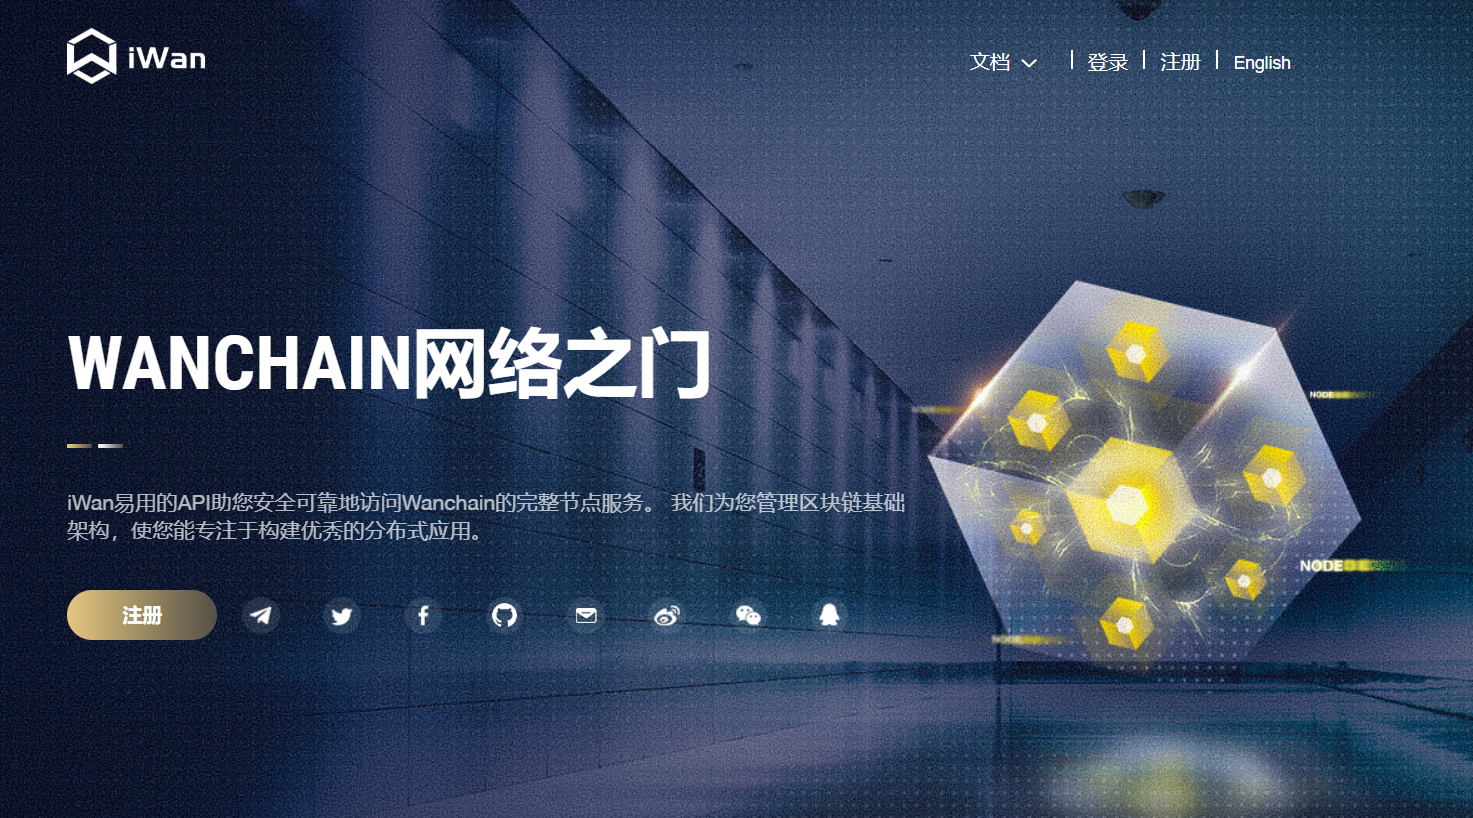 iWan
文档
登录
注册
English
WANCHAIN网络之门
NODE
iWan易用的API助您安全可靠地访问Wanchain的完整节点服务。 我们为您管理区块链基础
架构，使您能专注于构建优秀的分布式应用。
NODE
注册
NODE